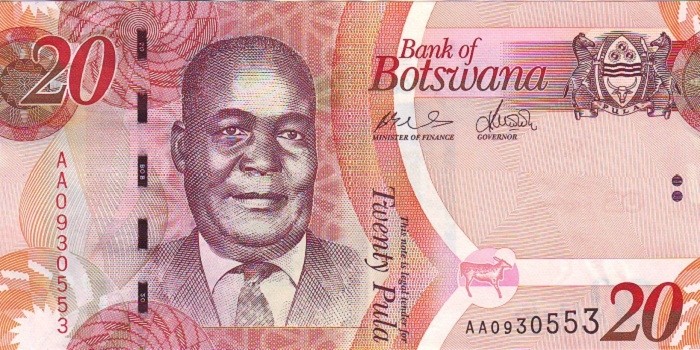 20
Bank of
Botswana
PULA
MINISTER OF FINANCE
GOVERNOR
AA0930553
This note is legal tender for
Twenty Pula
AA0930553
20